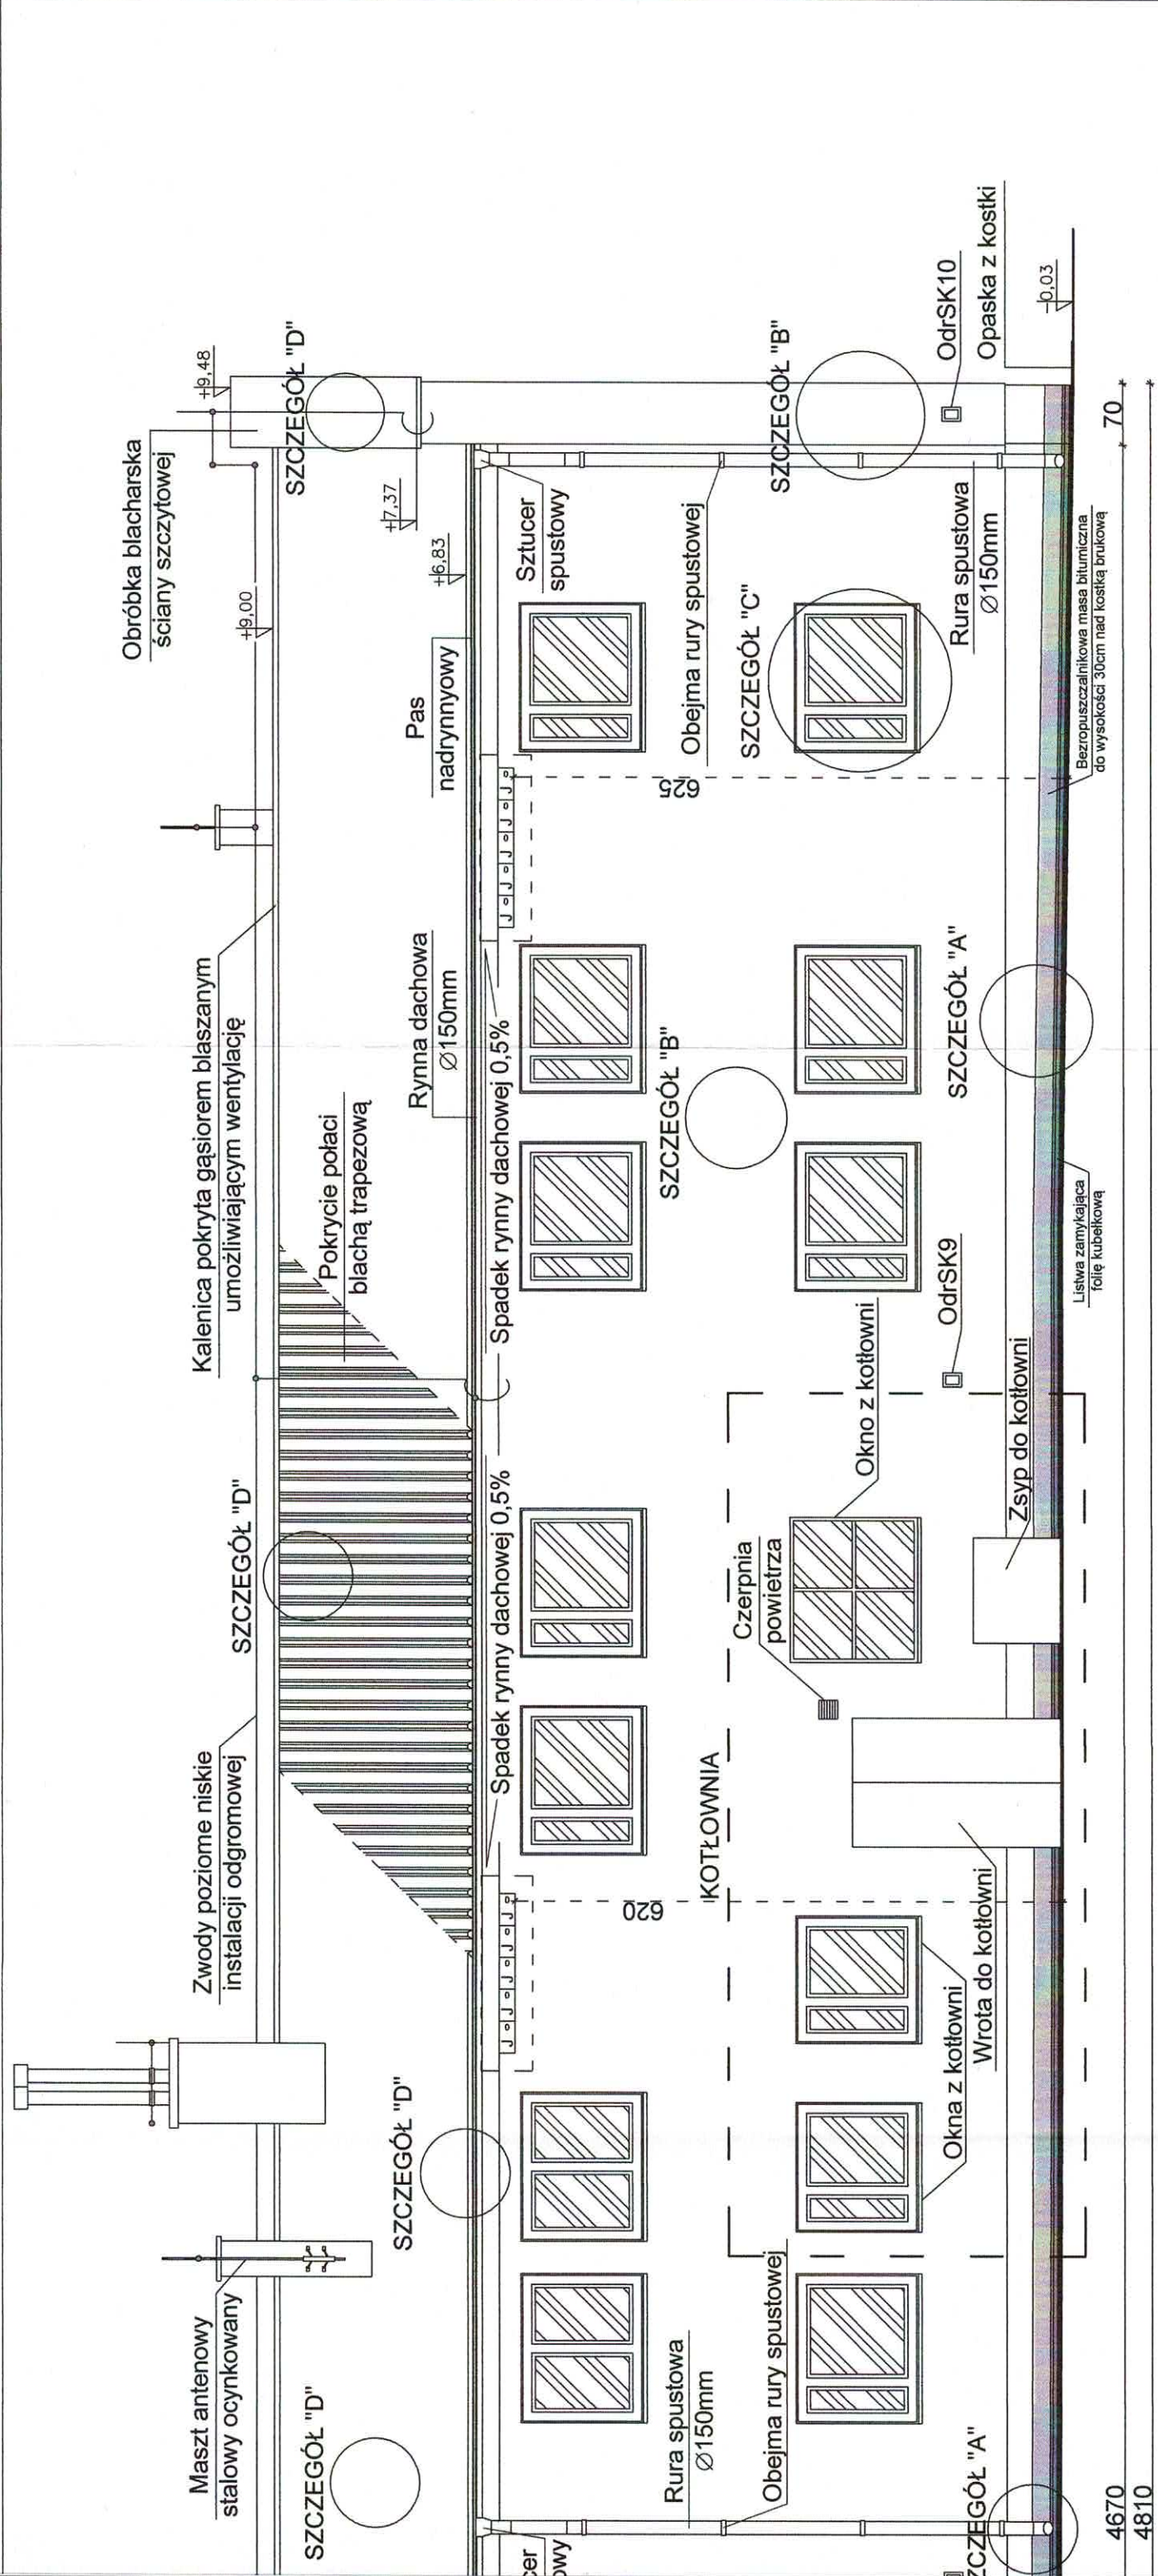 Maszt antenowy
stalowy ocynkowany
Zwody poziome niskie
instalacji odgromowej
Kalenica pokryta gąsiorem blaszanym
umożliwiającym wentylację
Obróbka blacharska
ściany szczytowej
+9,48
+9,00
SZCZEGÓŁ "D"
SZCZEGÓŁ "D"
SZCZEGÓŁ "D"
SZCZEGÓŁ "D"
Pokrycie połaci
blachą trapezową
+7,37
+6,83
Rynna dachowa
Ø150mm
Pas
nadrynnyowy
Spadek rynny dachowej 0,5%
Spadek rynny dachowej 0,5%
Sztucer
spustowy
620
625
Rura spustowa
Ø150mm
Obejma rury spustowej
KOTŁOWNIA
Czerpnia
powietrza
SZCZEGÓŁ "B"
Obejma rury spustowej
SZCZEGÓŁ "C"
SZCZEGÓŁ "B"
Okno z kotłowni
Okna z kotłowni
Wrota do kotłowni
Zsyp do kotłowni
OdrSK9
SZCZEGÓŁ "A"
Rura spustowa
Ø150mm
OdrSK10
Opaska z kostki
-0,03
ZCZEGÓŁ "A"
Listwa zamykająca
folię kubełkową
Bezropuszczalnikowa masa bitumiczna
do wysokości 30cm nad kostką brukową
70
4670
4810